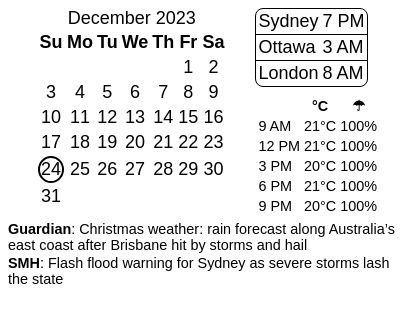 December 2023
Su Mo Tu We Th Fr Sa
1 2
3 4 5 6 7 8 9
10 11 12 13 14 15 16
17 18 19 20 21 22 23
24 25 26 27 28 29 30
31
Sydney 7 PM
Ottawa 3 AM
London 8 AM
°C ☂
9 AM 21°C 100%
12 PM 21°C 100%
3 PM 20°C 100%
6 PM 21°C 100%
9 PM 20°C 100%
Guardian: Christmas weather: rain forecast along Australia’s
east coast after Brisbane hit by storms and hail
SMH: Flash flood warning for Sydney as severe storms lash
the state